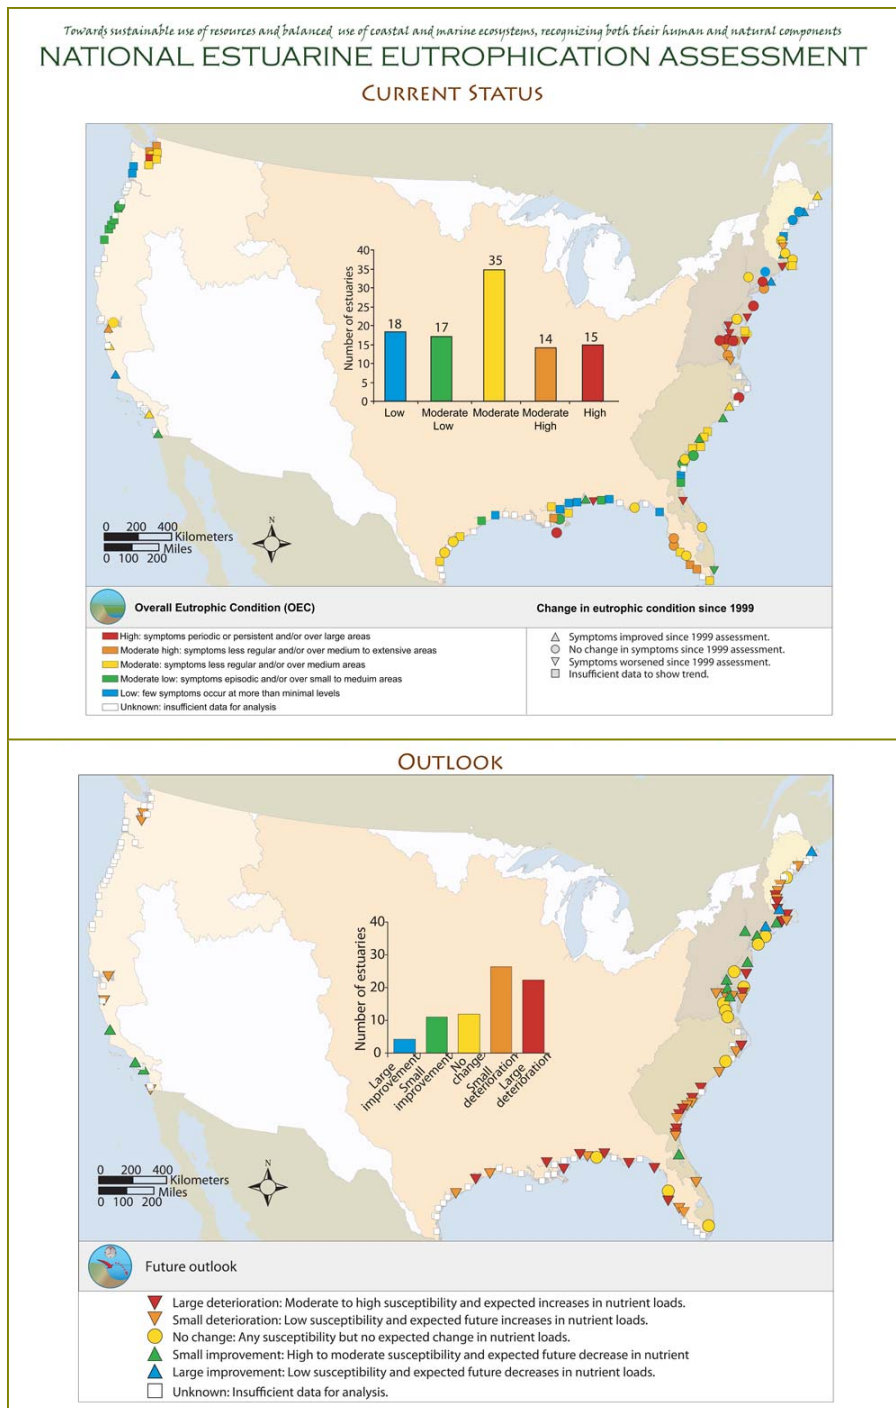 Towards sustainable use of resources and balanced use of coastal and marine ecosystems, recognizing both their human and natural components
NATIONAL ESTUARINE EUTROPHICATION ASSESSMENT
CURRENT STATUS
Number of estuaries
40
35
30
25
20
15
10
5
0
18
17
35
14
15
Low
Moderate Low
Moderate
Moderate High
High
0 200 400
Kilometers
Miles
0 100 200
N
Overall Eutrophic Condition (OEC)
High: symptoms periodic or persistent and/or over large areas
Moderate high: symptoms less regular and/or over medium to extensive areas
Moderate: symptoms less regular and/or over medium areas
Moderate low: symptoms episodic and/or over small to meduim areas
Low: few symptoms occur at more than minimal levels
Unknown: insufficient data for analysis
Change in eutrophic condition since 1999
Symptoms improved since 1999 assessment.
No change in symptoms since 1999 assessment.
Symptoms worsened since 1999 assessment.
Insufficient data to show trend.
OUTLOOK
Number of estuaries
40
30
20
10
0
Large improvement
Small improvement
No change
Small deterioration
Large deterioration
0 200 400
Kilometers
Miles
0 100 200
N
Future outlook
Large deterioration: Moderate to high susceptibility and expected increases in nutrient loads.
Small deterioration: Low susceptibility and expected future increases in nutrient loads.
No change: Any susceptibility but no expected change in nutrient loads.
Small improvement: High to moderate susceptibility and expected future decrease in nutrient
Large improvement: Low susceptibility and expected future decreases in nutrient loads.
Unknown: Insufficient data for analysis.